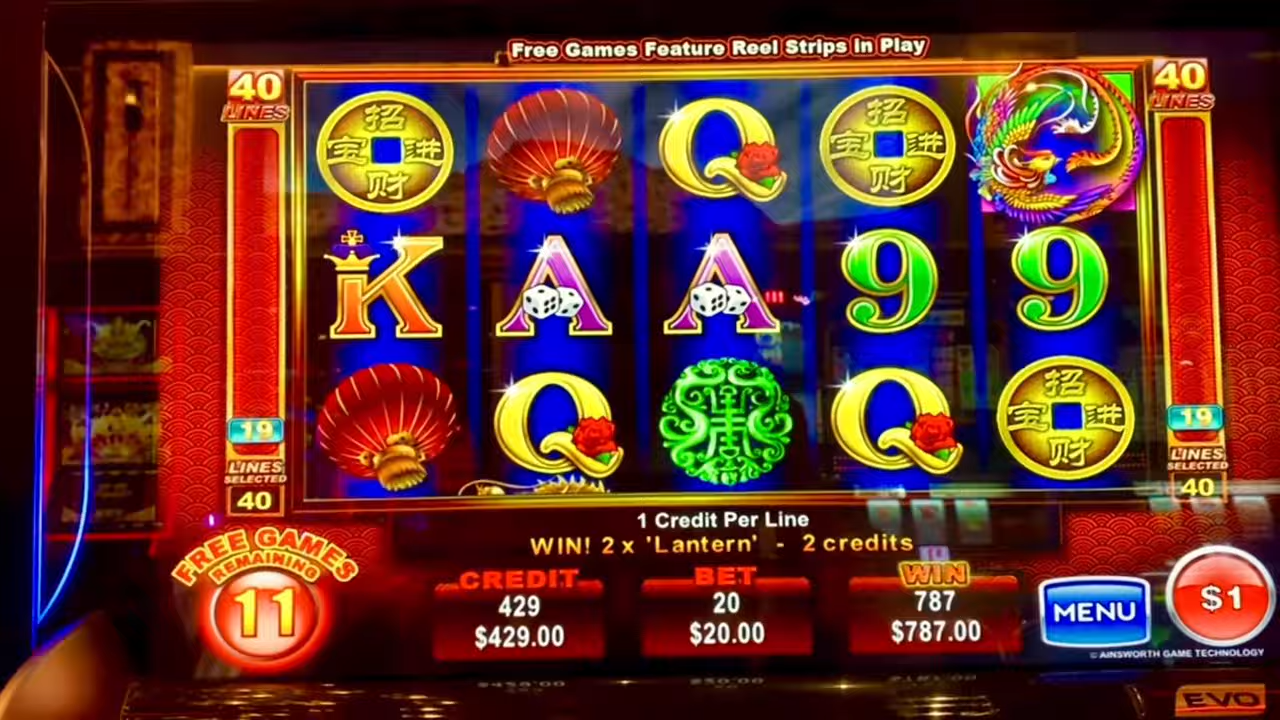 Free Games Feature Reel Strips In Play
40
LINES
40
LINES
招
宝 进
财
Q
招
宝 进
财
K
A
A
9
9
Q
Q
招
宝 进
财
19
LINES
SELECTED
40
19
LINES
SELECTED
40
1 Credit Per Line
WIN! 2 x 'Lantern' - 2 credits
FREE GAMES
REMAINING
11
CREDIT
429
$429.00
BET
20
$20.00
WIN
787
$787.00
MENU
$1
© AINSWORTH GAME TECHNOLOGY
EVO